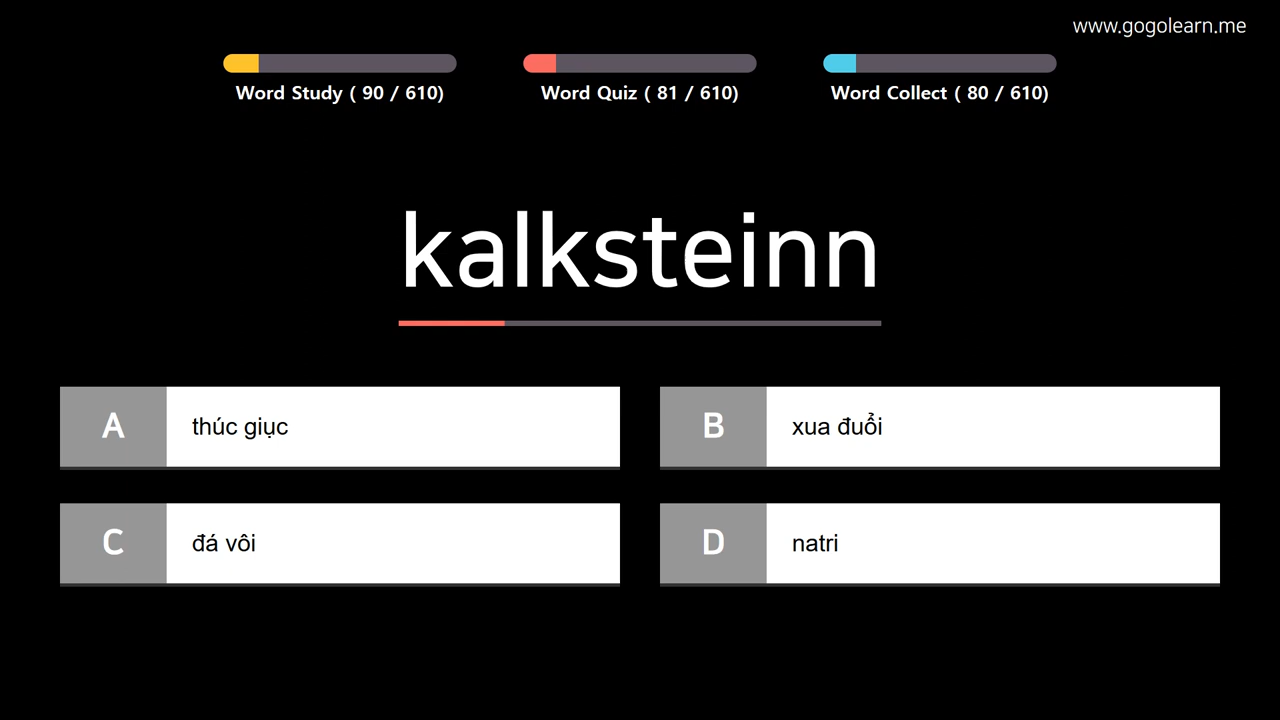 www.gogolearn.me
Word Study ( 90 / 610)
Word Quiz ( 81 / 610)
Word Collect ( 80 / 610)
kalksteinn
A thúc giục
B xua đuổi
C đá vôi
D natri